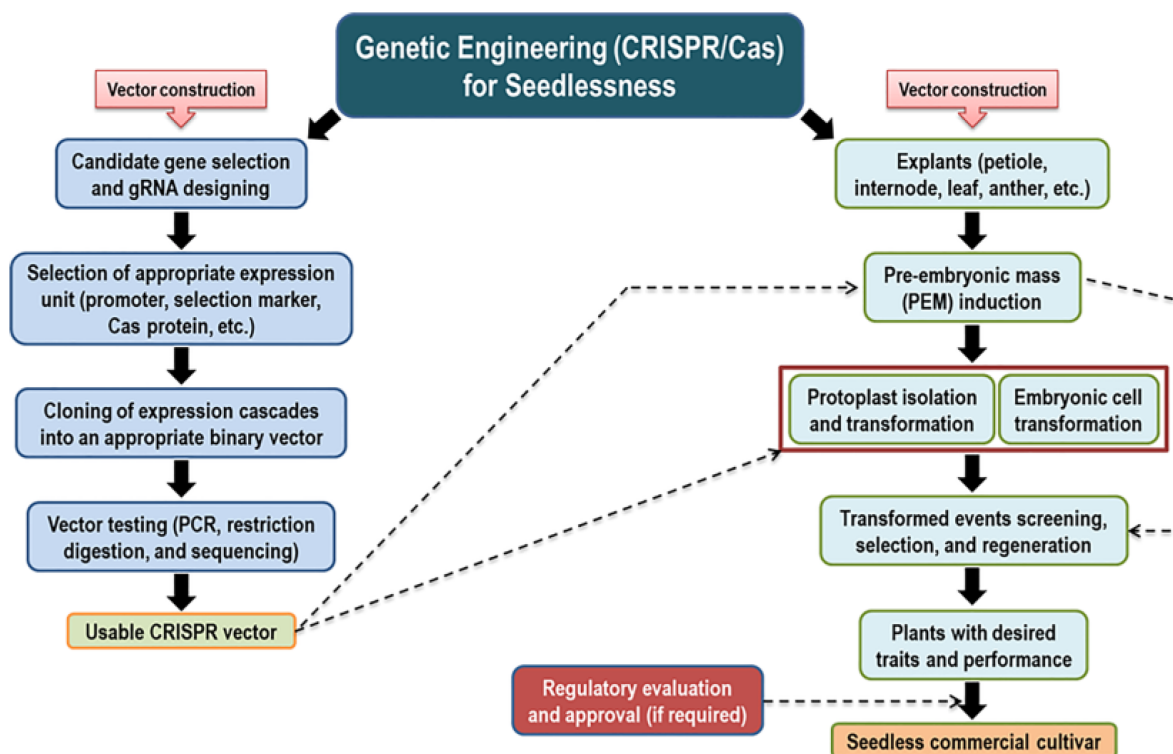 Genetic Engineering (CRISPR/Cas)
for Seedlessness
Vector construction
Candidate gene selection
and gRNA designing
Selection of appropriate expression
unit (promoter, selection marker,
Cas protein, etc.)
Cloning of expression cascades
into an appropriate binary vector
Vector testing (PCR, restriction
digestion, and sequencing)
Usable CRISPR vector
Vector construction
Explants (petiole,
internode, leaf, anther, etc.)
Pre-embryonic mass
(PEM) induction
Protoplast isolation
and transformation
Embryonic cell
transformation
Transformed events screening,
selection, and regeneration
Plants with desired
traits and performance
Regulatory evaluation
and approval (if required)
Seedless commercial cultivar